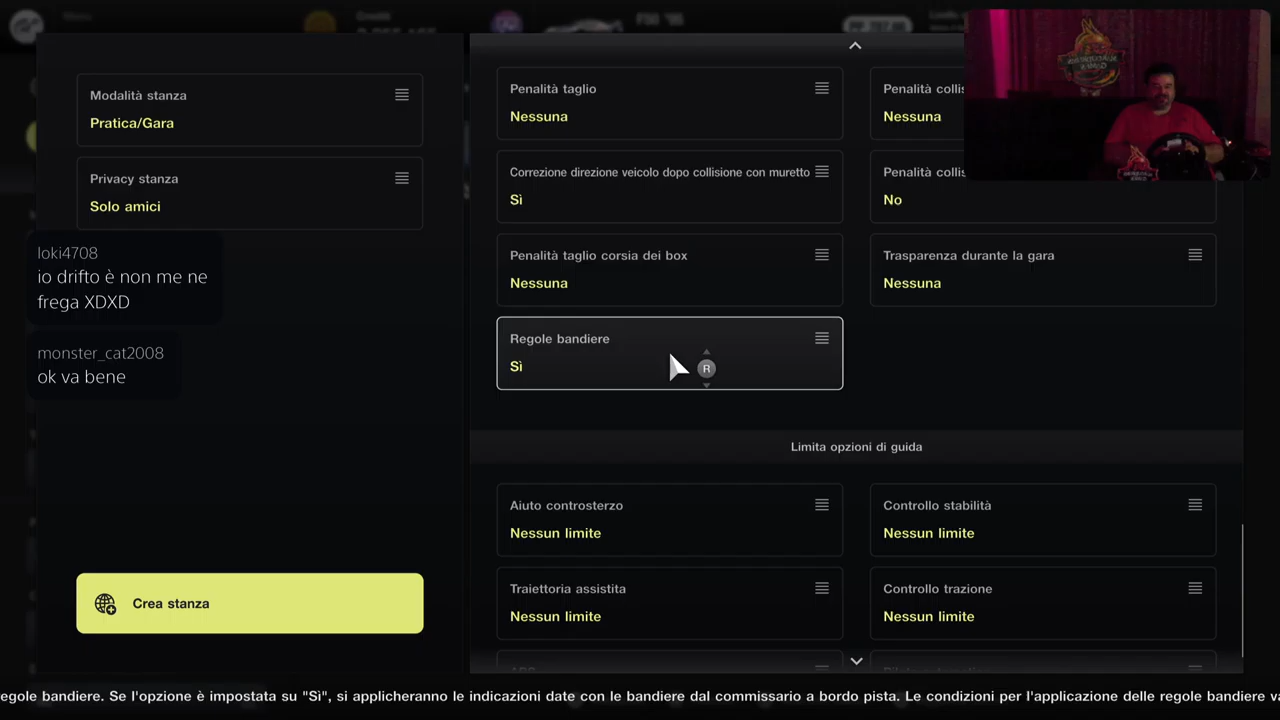 Modalità stanza
Pratica/Gara
Privacy stanza
Solo amici
loki4708
io drifto è non me ne
frega XDXD
monster_cat2008
ok va bene
Crea stanza
Penalità taglio
Nessuna
Penalità collis
Nessuna
Correzione direzione veicolo dopo collisione con muretto
Sì
Penalità collis
No
Penalità taglio corsia dei box
Nessuna
Trasparenza durante la gara
Nessuna
Regole bandiere
Sì
R
Limita opzioni di guida
Aiuto controsterzo
Nessun limite
Controllo stabilità
Nessun limite
Traiettoria assistita
Nessun limite
Controllo trazione
Nessun limite
egole bandiere. Se l'opzione è impostata su "Sì", si applicheranno le indicazioni date con le bandiere dal commissario a bordo pista. Le condizioni per l'applicazione delle regole bandiere va